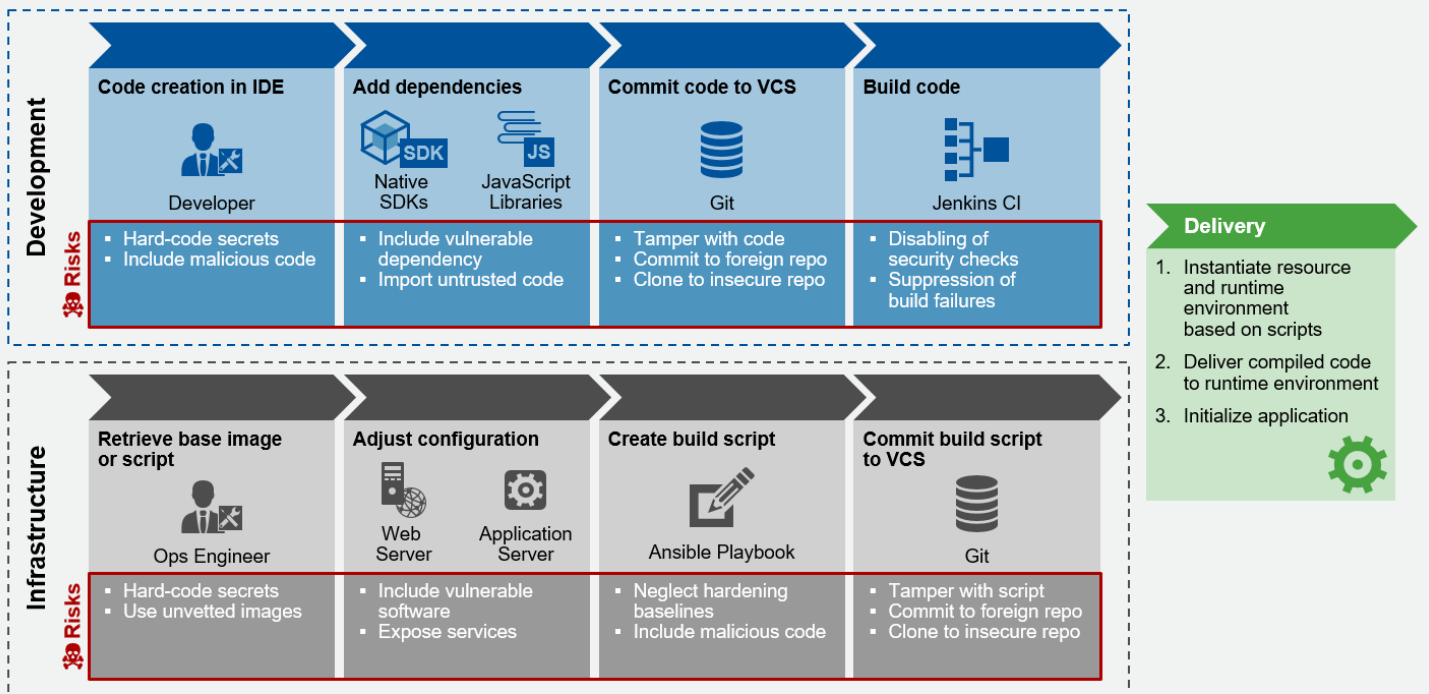 Development
Code creation in IDE
Developer
Add dependencies
SDK
Native
SDKs
JS
JavaScript
Libraries
Commit code to VCS
Git
Build code
Jenkins CI
Risks
▪ Hard-code secrets
▪ Include malicious code
▪ Include vulnerable
dependency
▪ Import untrusted code
▪ Tamper with code
▪ Commit to foreign repo
▪ Clone to insecure repo
▪ Disabling of
security checks
▪ Suppression of
build failures
Infrastructure
Retrieve base image
or script
Ops Engineer
Adjust configuration
Web
Server
Application
Server
Create build script
Ansible Playbook
Commit build script
to VCS
Git
Risks
▪ Hard-code secrets
▪ Use unvetted images
▪ Include vulnerable
software
▪ Expose services
▪ Neglect hardening
baselines
▪ Include malicious code
▪ Tamper with script
▪ Commit to foreign repo
▪ Clone to insecure repo
Delivery
1. Instantiate resource
and runtime
environment
based on scripts
2. Deliver compiled code
to runtime environment
3. Initialize application